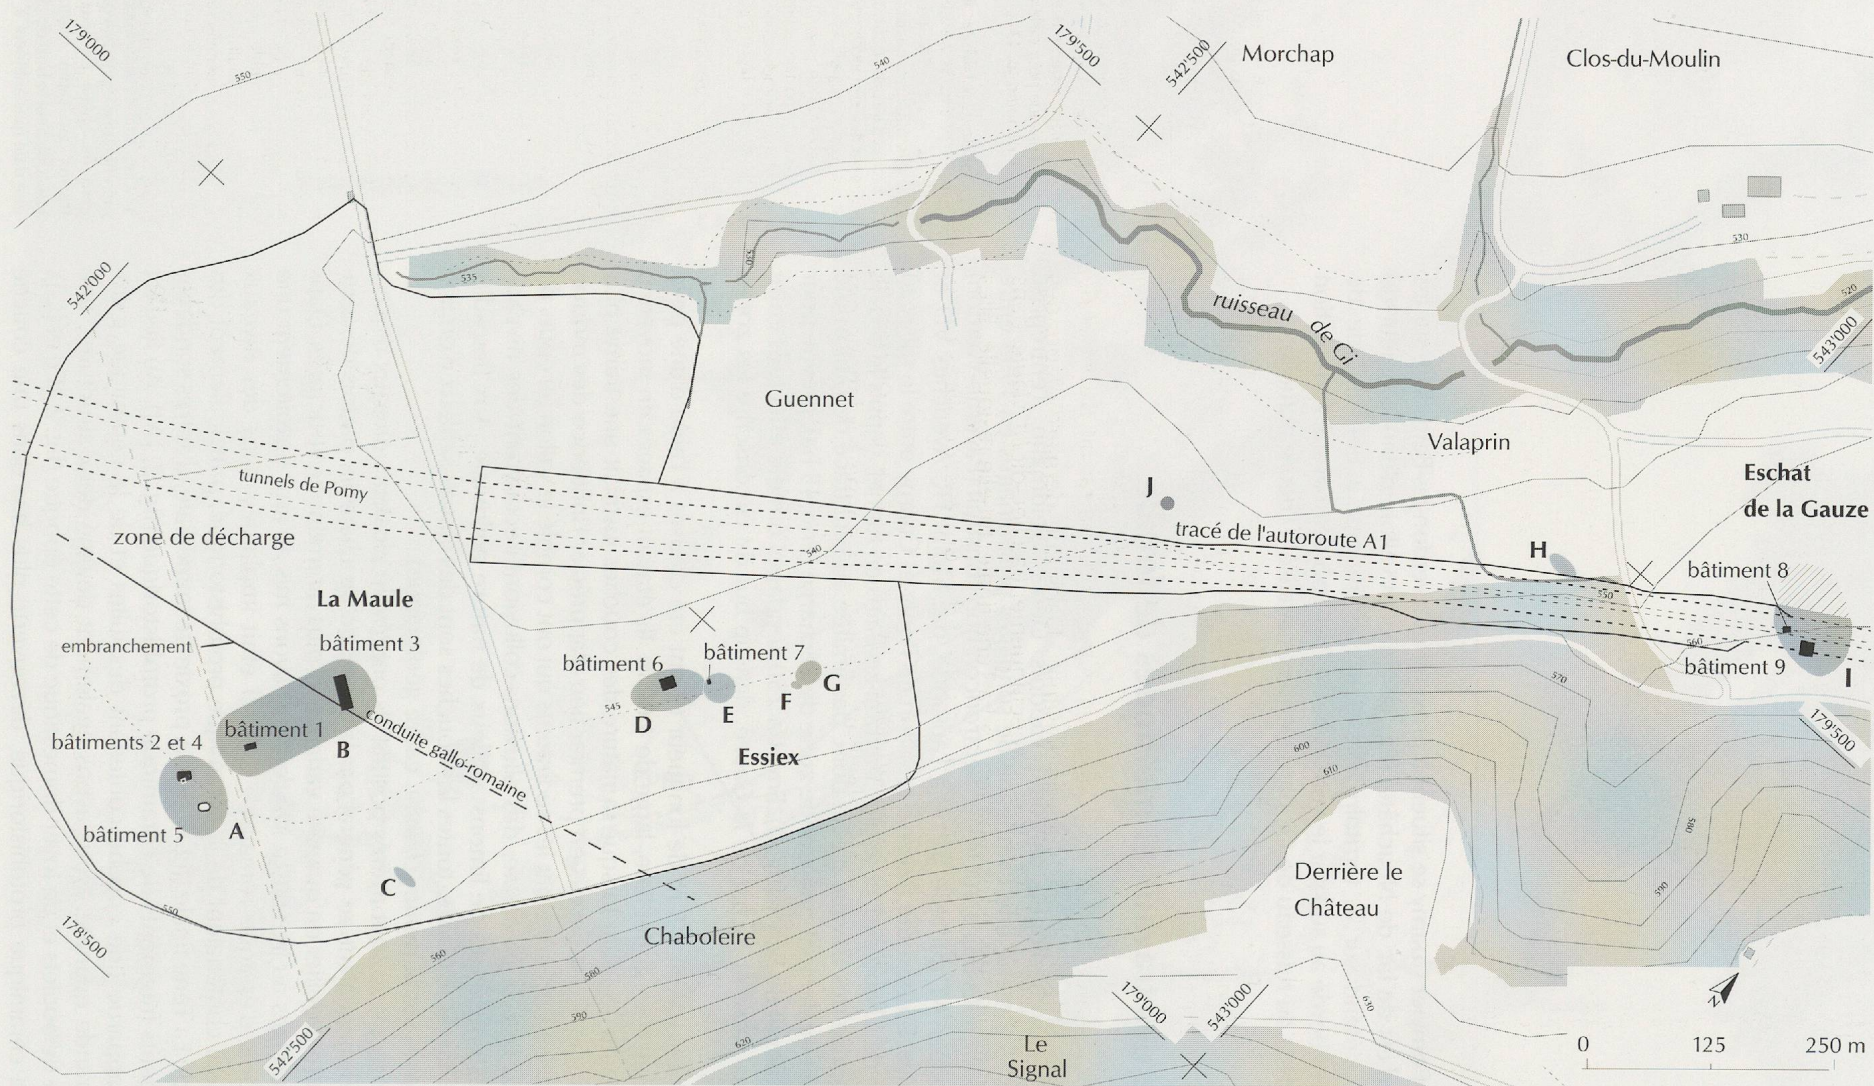 179'000
550
540
179'500
542'500
Morchap
Clos-du-Moulin
542'000
535
530
530
520
ruisseau de Gi
543'000
Guennet
Valaprin
Eschat
de la Gauze
tunnels de Pomy
J
tracé de l'autoroute A1
zone de décharge
540
H
bâtiment 8
550
La Maule
560
embranchement
bâtiment 3
bâtiment 6
bâtiment 7
bâtiment 9
I
G
F
545
D
E
570
bâtiment 1
conduite gallo-romaine
B
bâtiments 2 et 4
Essiex
179'500
600
610
bâtiment 5
A
580
C
Derrière le
Château
590
550
178'500
Chaboleire
560
580
590
620
630
179'000
543'000
N
542'500
Le
Signal
0 125 250 m